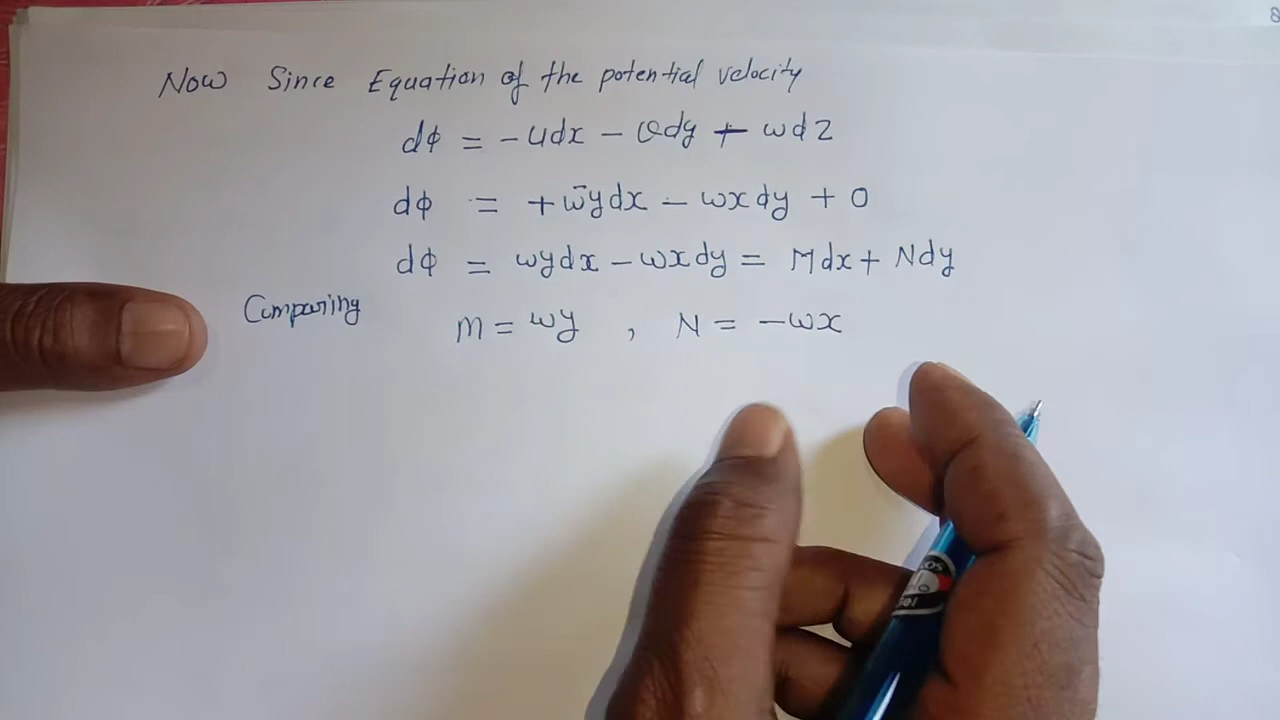 8
Now Since Equation of the potential velocity
dϕ = -udx - vdy + wdz
dϕ = +ωydx - ωxdy + 0
dϕ = ωydx - ωxdy = Mdx + Ndy
Comparing M = ωy , N = -ωx